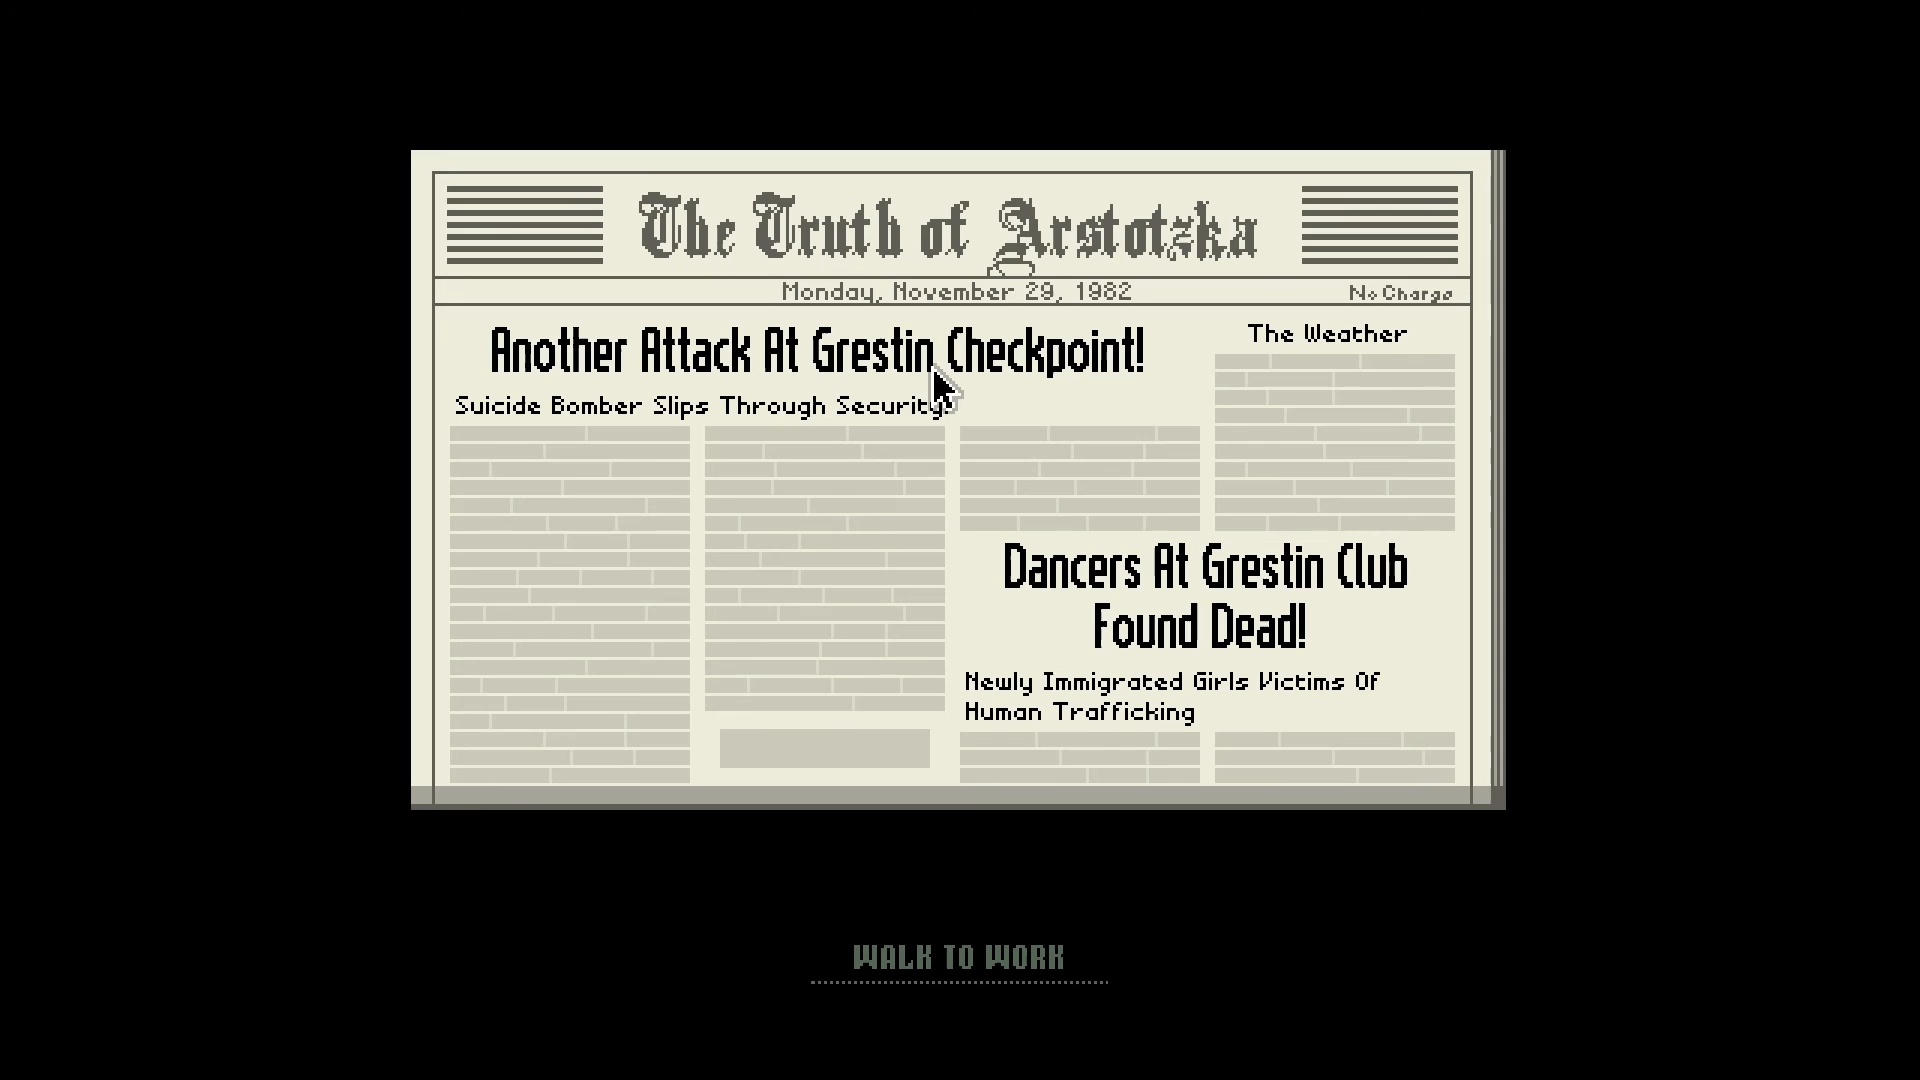 The Truth of Arstotzka
Monday, November 29, 1982
No Charge
Another Attack At Grestin Checkpoint!
Suicide Bomber Slips Through Security!
The Weather
Dancers At Grestin Club
Found Dead!
Newly Immigrated Girls Victims Of
Human Trafficking
WALK TO WORK